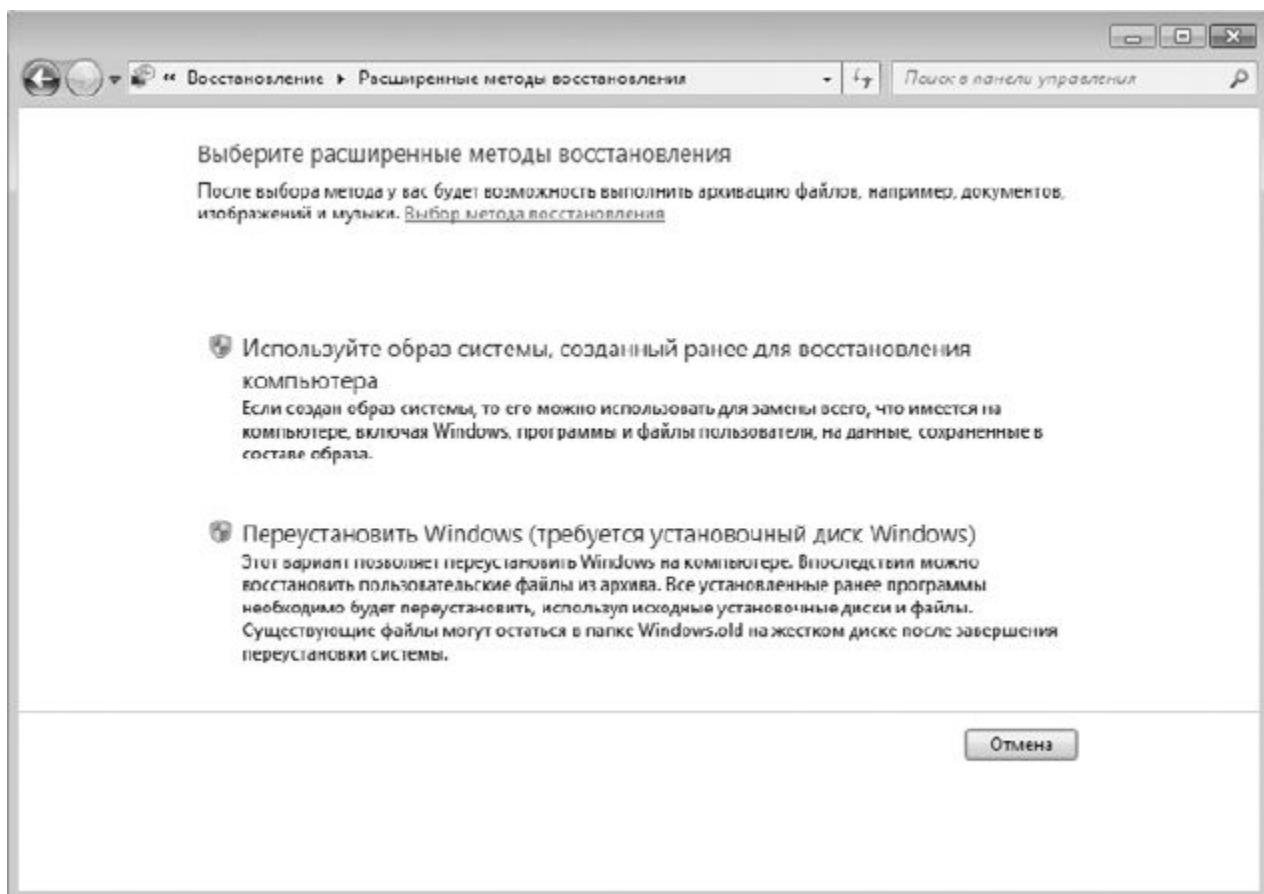 « Восстановление ▸ Расширенные методы восстановления
Поиск в панели управления
Выберите расширенные методы восстановления
После выбора метода у вас будет возможность выполнить архивацию файлов, например, документов,
изображений и музыки. Выбор метода восстановления
Используйте образ системы, созданный ранее для восстановления
компьютера
Если создан образ системы, то его можно использовать для замены всего, что имеется на
компьютере, включая Windows, программы и файлы пользователя, на данные, сохраненные в
составе образа.
Переустановить Windows (требуется установочный диск Windows)
Этот вариант позволяет переустановить Windows на компьютере. Впоследствии можно
восстановить пользовательские файлы из архива. Все установленные ранее программы
необходимо будет переустановить, используя исходные установочные диски и файлы.
Существующие файлы могут остаться в папке Windows.old на жестком диске после завершения
переустановки системы.
Отмена